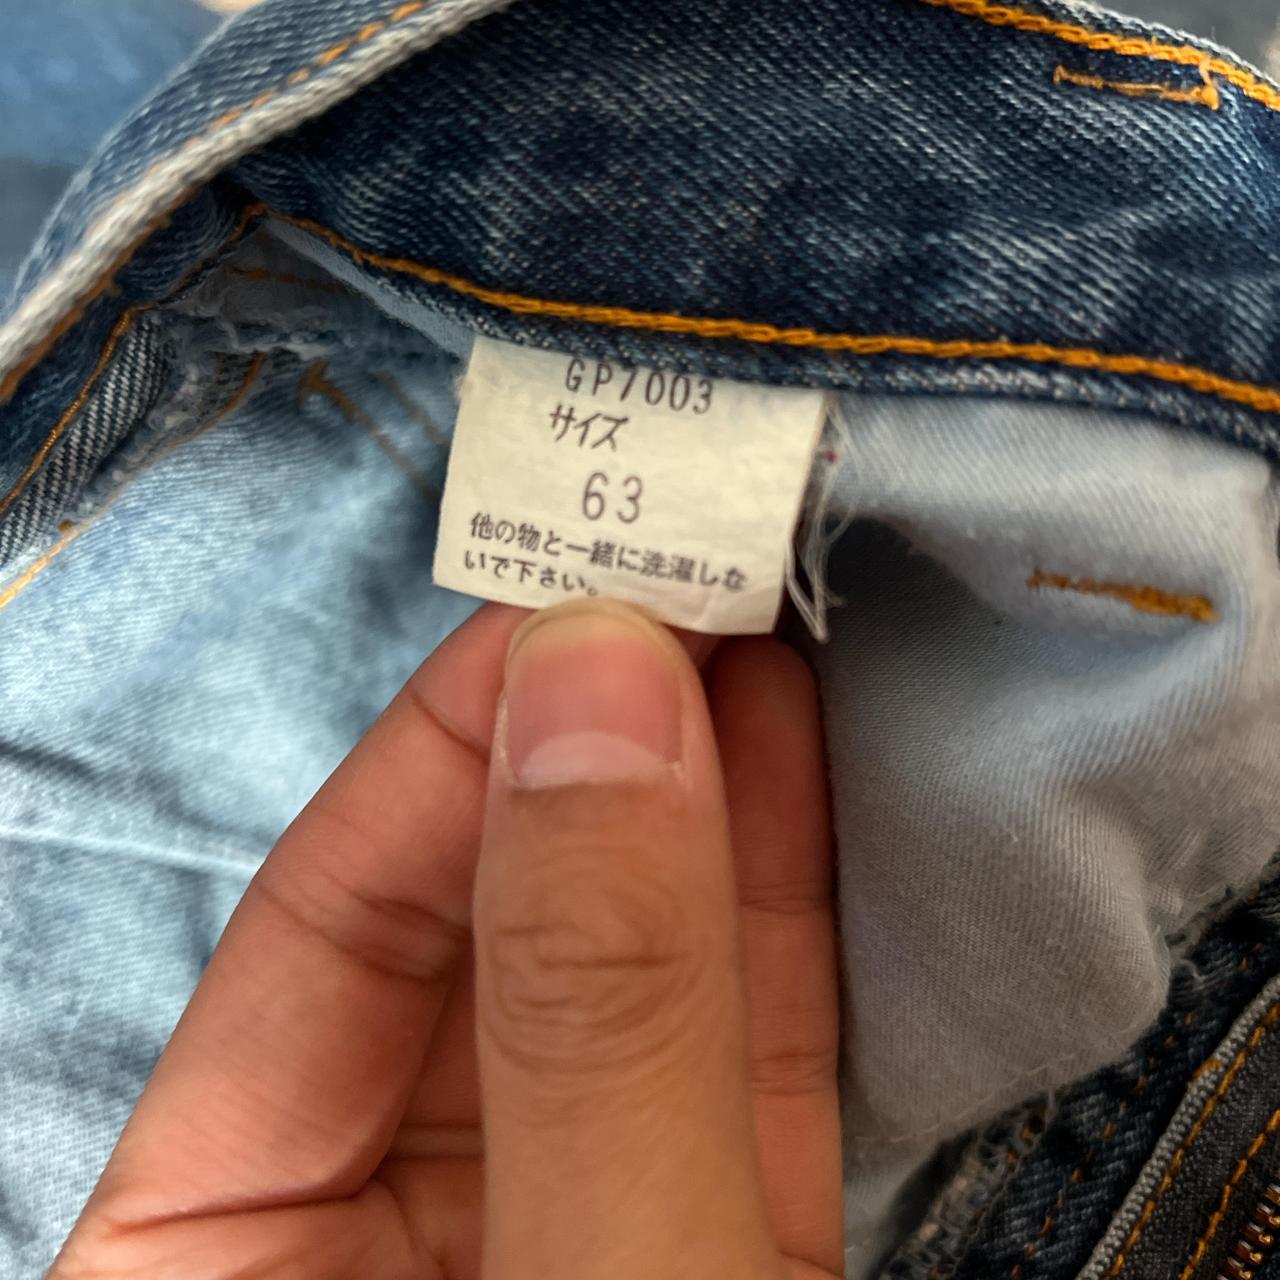 GP7003
サイズ
63
他の物と一緒に洗濯しな
いで下さい。